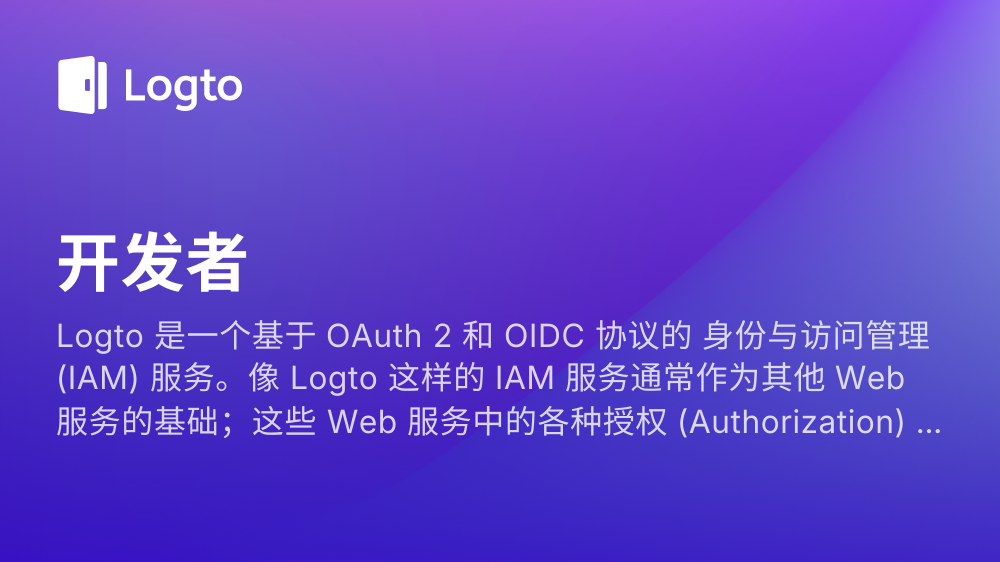 Logto
开发者
Logto 是一个基于 OAuth 2 和 OIDC 协议的 身份与访问管理
(IAM) 服务。像 Logto 这样的 IAM 服务通常作为其他 Web
服务的基础；这些 Web 服务中的各种授权 (Authorization) ...